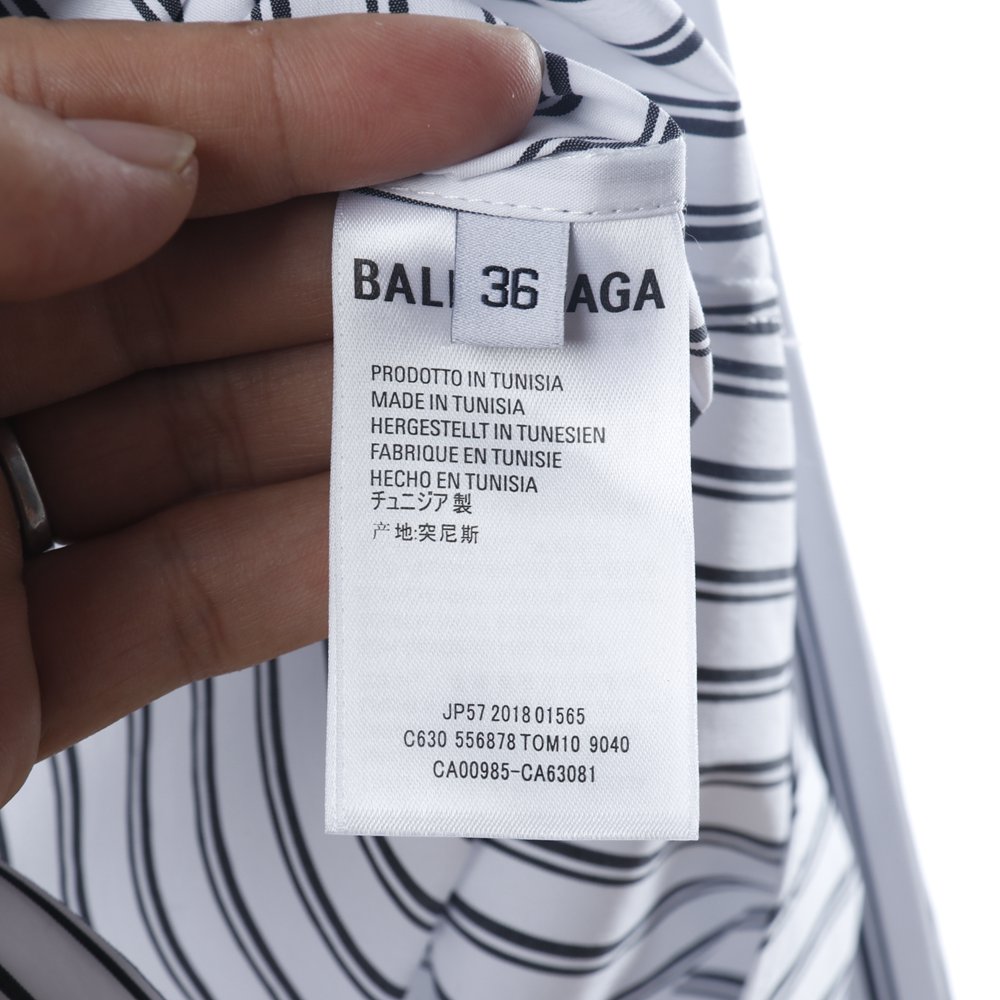 BAL AGA
36
PRODOTTO IN TUNISIA
MADE IN TUNISIA
HERGESTELLT IN TUNESIEN
FABRIQUE EN TUNISIE
HECHO EN TUNISIA
チュニジア製
产地:突尼斯
JP57 2018 01565
C630 556878 TOM10 9040
CA00985-CA63081